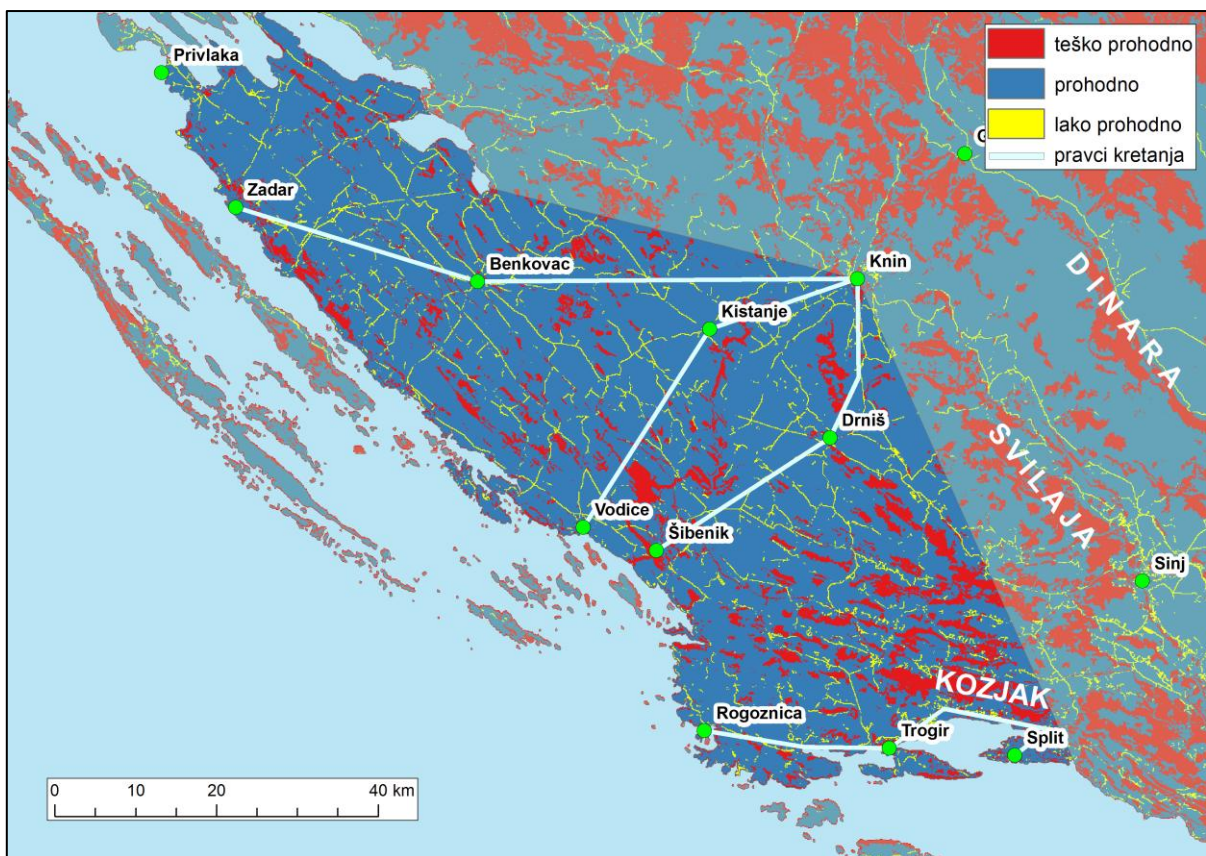 teško prohodno
prohodno
lako prohodno
pravci kretanja
Privlaka
G
Zadar
Benkovac
Knin
Kistanje
DINARA
Drniš
SVILAJA
Vodice
Šibenik
Sinj
KOZJAK
Rogoznica
Trogir
Split
0 10 20 40 km